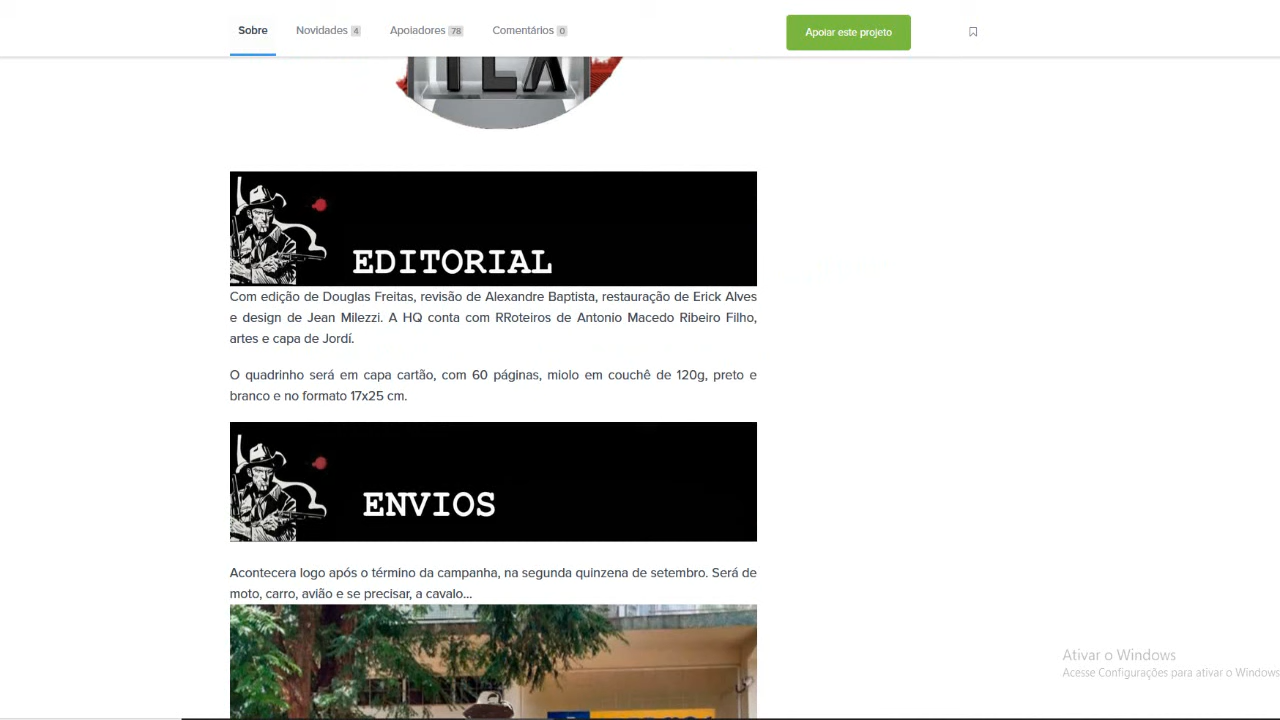 Sobre
Novidades 4
Apoiadores 78
Comentários 0
Apoiar este projeto
TEX
EDITORIAL
Com edição de Douglas Freitas, revisão de Alexandre Baptista, restauração de Erick Alves
e design de Jean Milezzi. A HQ conta com RRoteiros de Antonio Macedo Ribeiro Filho,
artes e capa de Jordí.
O quadrinho será em capa cartão, com 60 páginas, miolo em couchê de 120g, preto e
branco e no formato 17x25 cm.
ENVIOS
Acontecera logo após o término da campanha, na segunda quinzena de setembro. Será de
moto, carro, avião e se precisar, a cavalo...
Ativar o Windows
Acesse Configurações para ativar o Windows